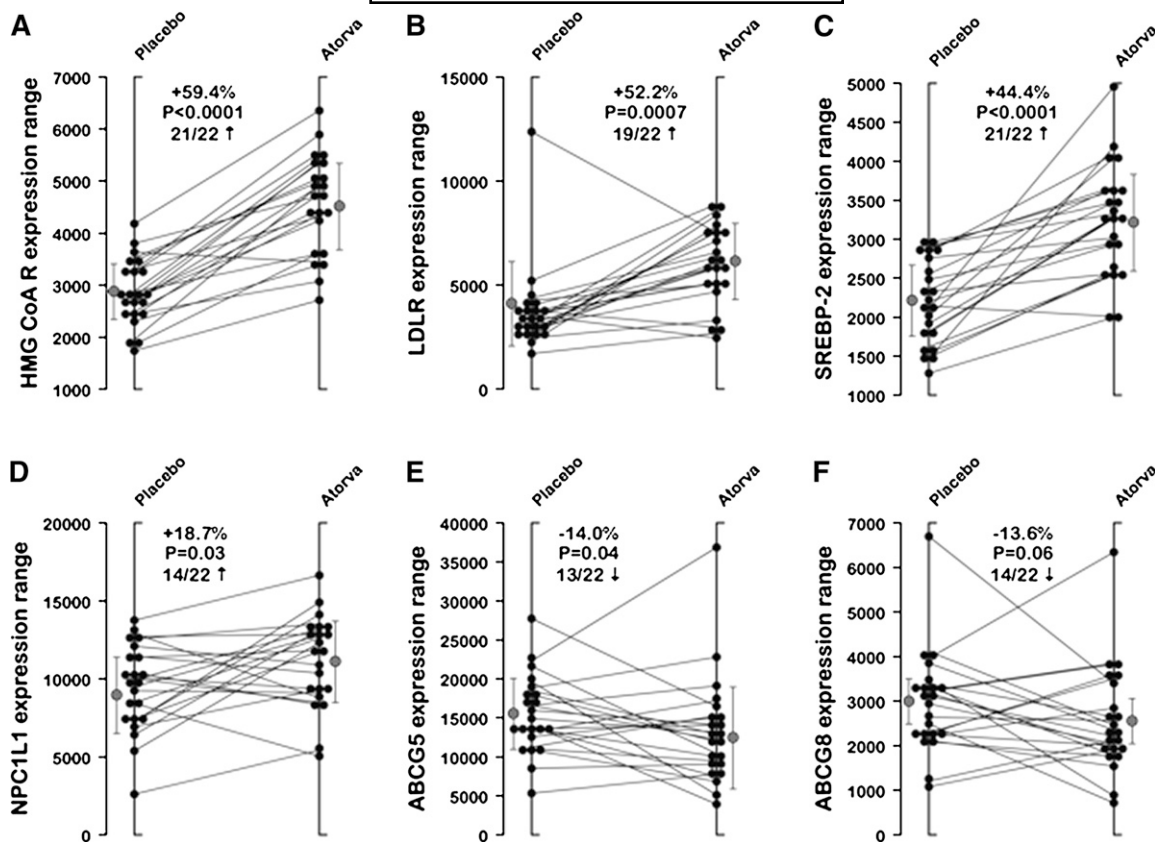 A
Placebo
Atorva
HMG CoA R expression range
7000
6000
5000
4000
3000
2000
1000
+59.4%
P<0.0001
21/22 ↑
B
Placebo
Atorva
LDLR expression range
15000
10000
5000
0
+52.2%
P=0.0007
19/22 ↑
C
Placebo
Atorva
SREBP-2 expression range
5000
4500
4000
3500
3000
2500
2000
1500
1000
+44.4%
P<0.0001
21/22 ↑
D
Placebo
Atorva
NPC1L1 expression range
20000
15000
10000
5000
0
+18.7%
P=0.03
14/22 ↑
E
Placebo
Atorva
ABCG5 expression range
40000
35000
30000
25000
20000
15000
10000
5000
0
-14.0%
P=0.04
13/22 ↓
F
Placebo
Atorva
ABCG8 expression range
7000
6000
5000
4000
3000
2000
1000
0
-13.6%
P=0.06
14/22 ↓